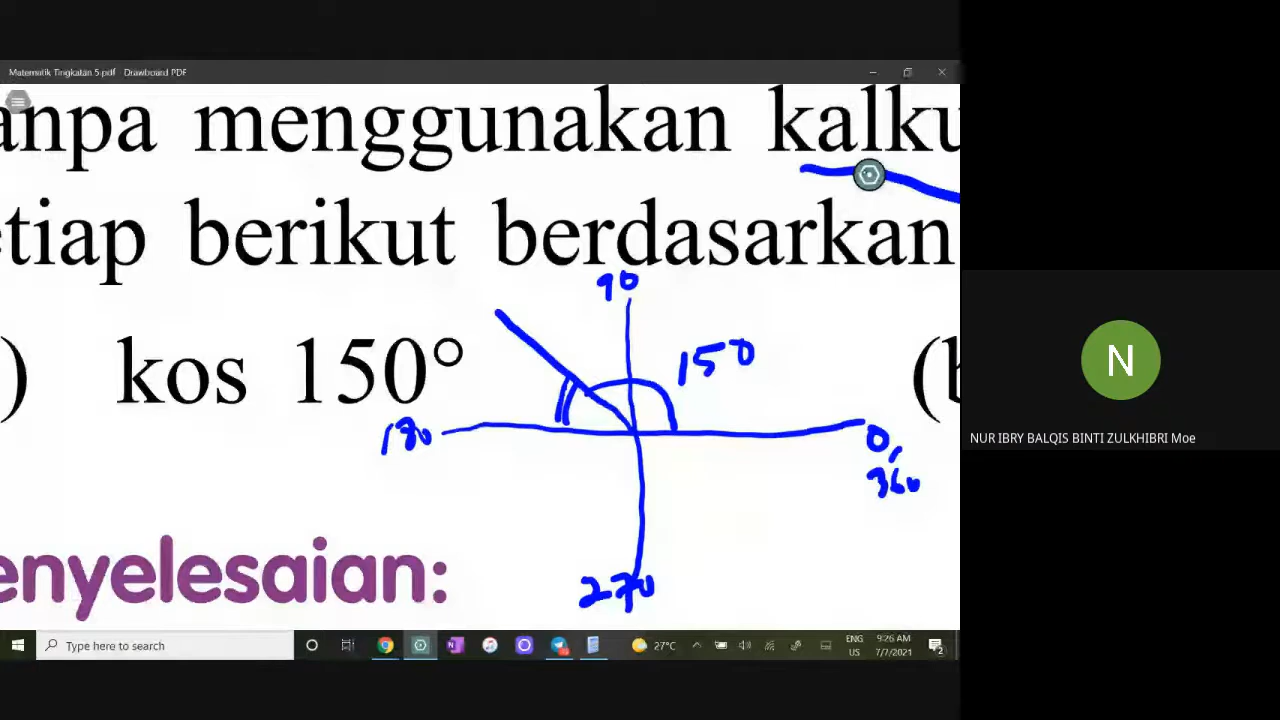 Matematik Tingkatan 5.pdf Drawboard PDF
anpa menggunakan kalku
etiap berikut berdasarkan
90
) kos 150°
150
(b
180
0,
360
enyelesaian:
270
N
NUR IBRY BALQIS BINTI ZULKHIBRI Moe
Type here to search
27°C
ENG
US
9:26 AM
7/7/2021
2